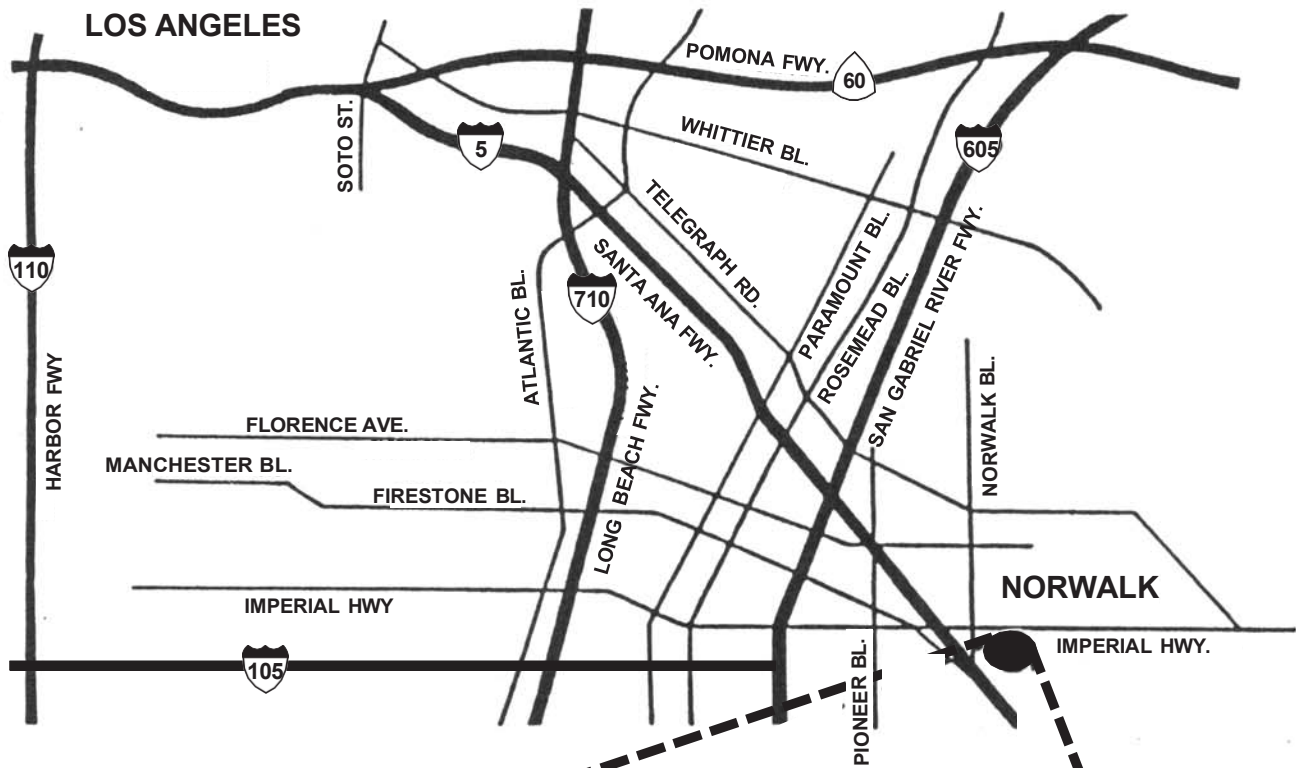 LOS ANGELES
POMONA FWY.
60
WHITTIER BL.
SOTO ST.
5
605
TELEGRAPH RD.
PARAMOUNT BL.
ROSEMEAD BL.
SAN GABRIEL RIVER FWY.
SANTA ANA FWY.
110
710
ATLANTIC BL.
HARBOR FWY
LONG BEACH FWY.
NORWALK BL.
FLORENCE AVE.
MANCHESTER BL.
FIRESTONE BL.
NORWALK
IMPERIAL HWY
IMPERIAL HWY.
105
PIONEER BL.